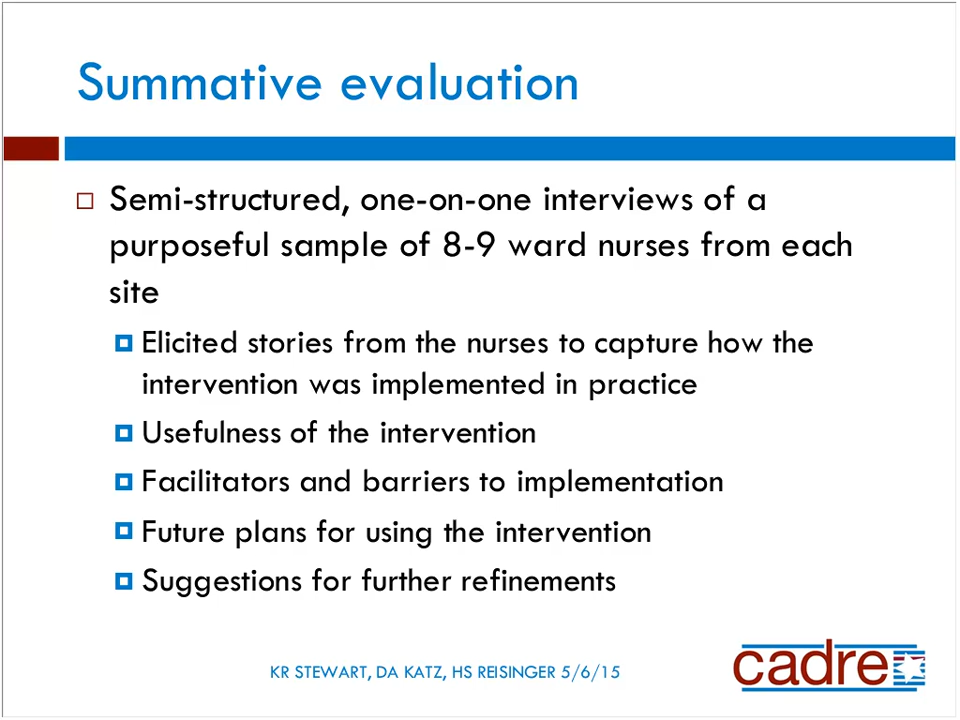 Summative evaluation
Semi-structured, one-on-one interviews of a
purposeful sample of 8-9 ward nurses from each
site
Elicited stories from the nurses to capture how the
intervention was implemented in practice
Usefulness of the intervention
Facilitators and barriers to implementation
Future plans for using the intervention
Suggestions for further refinements
KR STEWART, DA KATZ, HS REISINGER 5/6/15
cadre